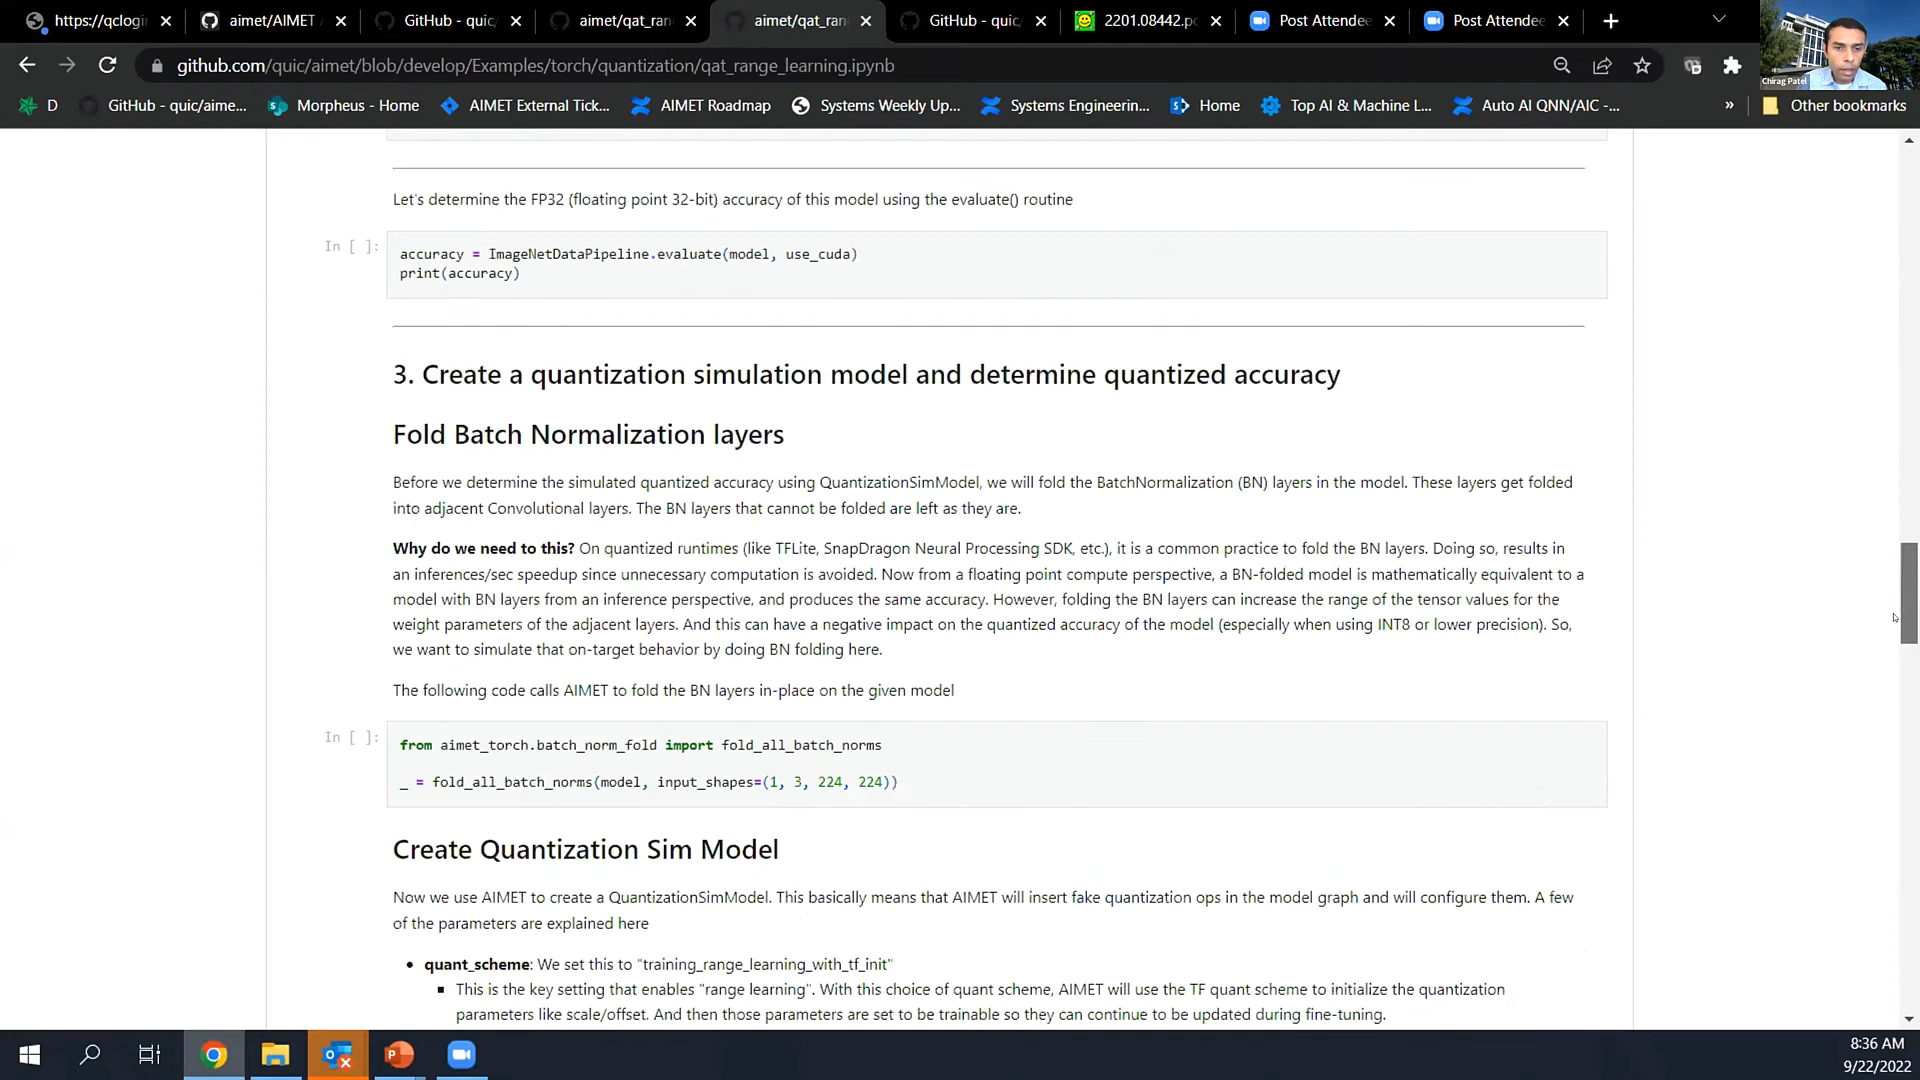 https://qclogin
aimet/AIMET
GitHub - quic/
aimet/qat_ran
aimet/qat_ran
GitHub - quic/
2201.08442.p
Post Attendee
Post Attendee
github.com/quic/aimet/blob/develop/Examples/torch/quantization/qat_range_learning.ipynb
Chirag Patel
D
GitHub - quic/aime...
Morpheus - Home
AIMET External Tick...
AIMET Roadmap
Systems Weekly Up...
Systems Engineerin...
Home
Top AI & Machine L...
Auto AI QNN/AIC -...
»
Other bookmarks
Let's determine the FP32 (floating point 32-bit) accuracy of this model using the evaluate() routine
In [ ]:
accuracy = ImageNetDataPipeline.evaluate(model, use_cuda)
print(accuracy)
3. Create a quantization simulation model and determine quantized accuracy
Fold Batch Normalization layers
Before we determine the simulated quantized accuracy using QuantizationSimModel, we will fold the BatchNormalization (BN) layers in the model. These layers get folded
into adjacent Convolutional layers. The BN layers that cannot be folded are left as they are.
Why do we need to this? On quantized runtimes (like TFLite, SnapDragon Neural Processing SDK, etc.), it is a common practice to fold the BN layers. Doing so, results in
an inferences/sec speedup since unnecessary computation is avoided. Now from a floating point compute perspective, a BN-folded model is mathematically equivalent to a
model with BN layers from an inference perspective, and produces the same accuracy. However, folding the BN layers can increase the range of the tensor values for the
weight parameters of the adjacent layers. And this can have a negative impact on the quantized accuracy of the model (especially when using INT8 or lower precision). So,
we want to simulate that on-target behavior by doing BN folding here.
The following code calls AIMET to fold the BN layers in-place on the given model
In [ ]:
from aimet_torch.batch_norm_fold import fold_all_batch_norms
_ = fold_all_batch_norms(model, input_shapes=(1, 3, 224, 224))
Create Quantization Sim Model
Now we use AIMET to create a QuantizationSimModel. This basically means that AIMET will insert fake quantization ops in the model graph and will configure them. A few
of the parameters are explained here
• quant_scheme: We set this to "training_range_learning_with_tf_init"
▪ This is the key setting that enables "range learning". With this choice of quant scheme, AIMET will use the TF quant scheme to initialize the quantization
parameters like scale/offset. And then those parameters are set to be trainable so they can continue to be updated during fine-tuning.
8:36 AM
9/22/2022